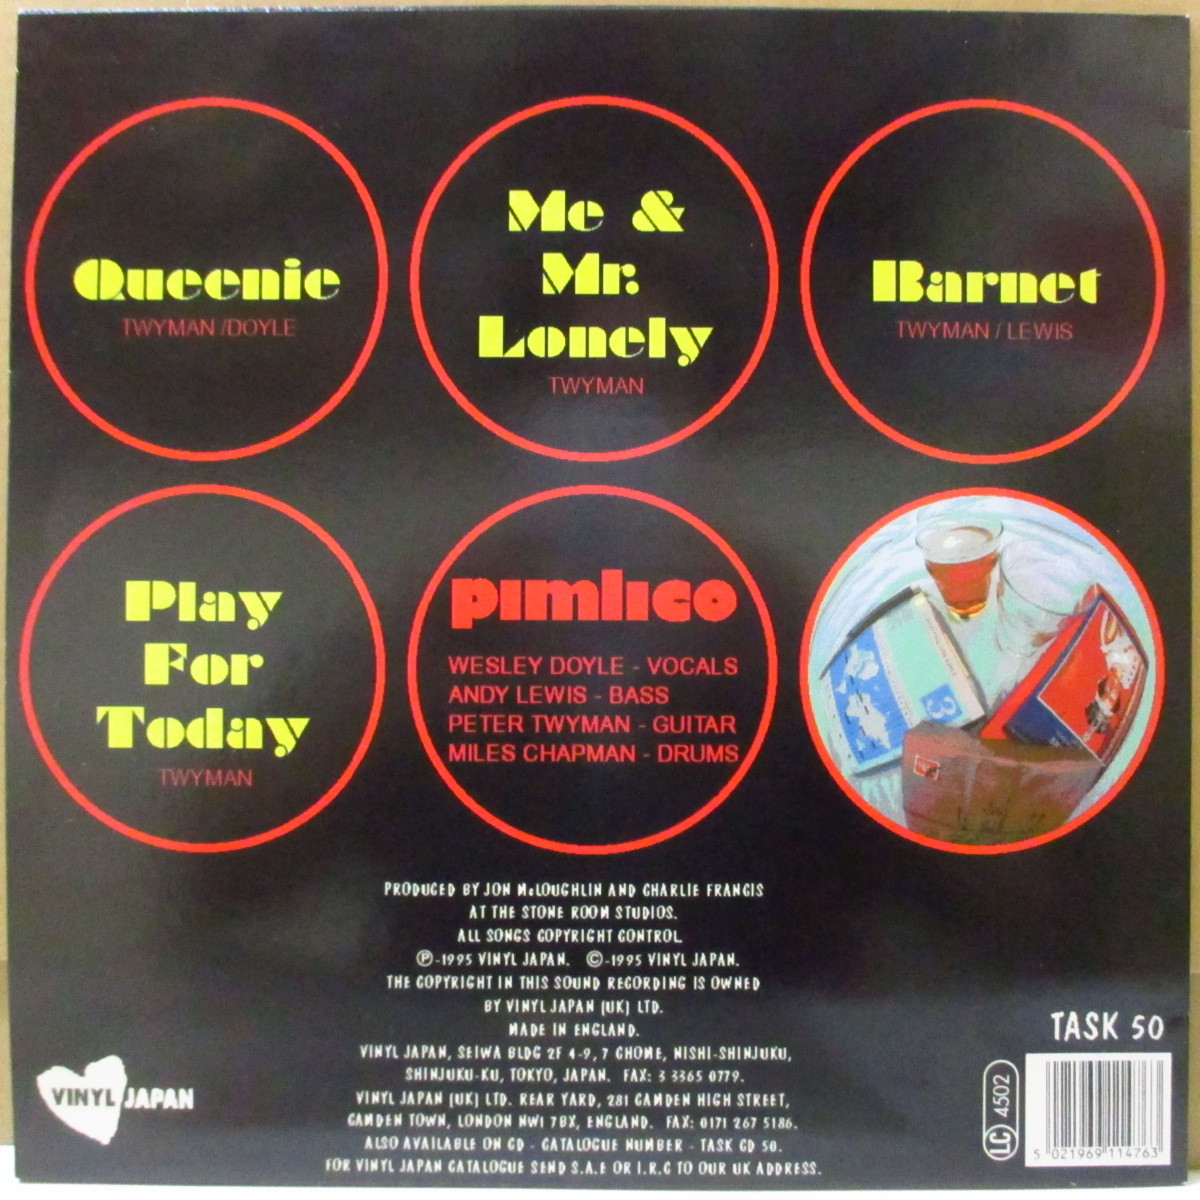 Queenie
TWYMAN /DOYLE
Me &
Mr.
Lonely
TWYMAN
Barnet
TWYMAN / LEWIS
Play
For
Today
TWYMAN
pimlico
WESLEY DOYLE - VOCALS
ANDY LEWIS - BASS
PETER TWYMAN - GUITAR
MILES CHAPMAN - DRUMS
3
PRODUCED BY JON McLOUGHLIN AND CHARLIE FRANCIS
AT THE STONE ROOM STUDIOS.
ALL SONGS COPYRIGHT CONTROL
Ⓟ-1995 VINYL JAPAN. ©-1995 VINYL JAPAN.
THE COPYRIGHT IN THIS SOUND RECORDING IS OWNED
BY VINYL JAPAN (UK) LTD.
MADE IN ENGLAND.
VINYL JAPAN, SEIWA BLDG 2F 4-9, 7 CHOME, NISHI-SHINJUKU,
SHINJUKU-KU, TOKYO, JAPAN. FAX: 3 3365 0779.
VINYL JAPAN (UK) LTD. REAR YARD, 281 CAMDEN HIGH STREET,
CAMDEN TOWN, LONDON NW1 7BX, ENGLAND. FAX: 0171 267 5186.
ALSO AVAILABLE ON CD - CATALOGUE NUMBER - TASK CD 50.
FOR VINYL JAPAN CATALOGUE SEND S.A.E OR I.R.C TO OUR UK ADDRESS.
VINYL JAPAN
TASK 50
LC 4502
5 021969 114763